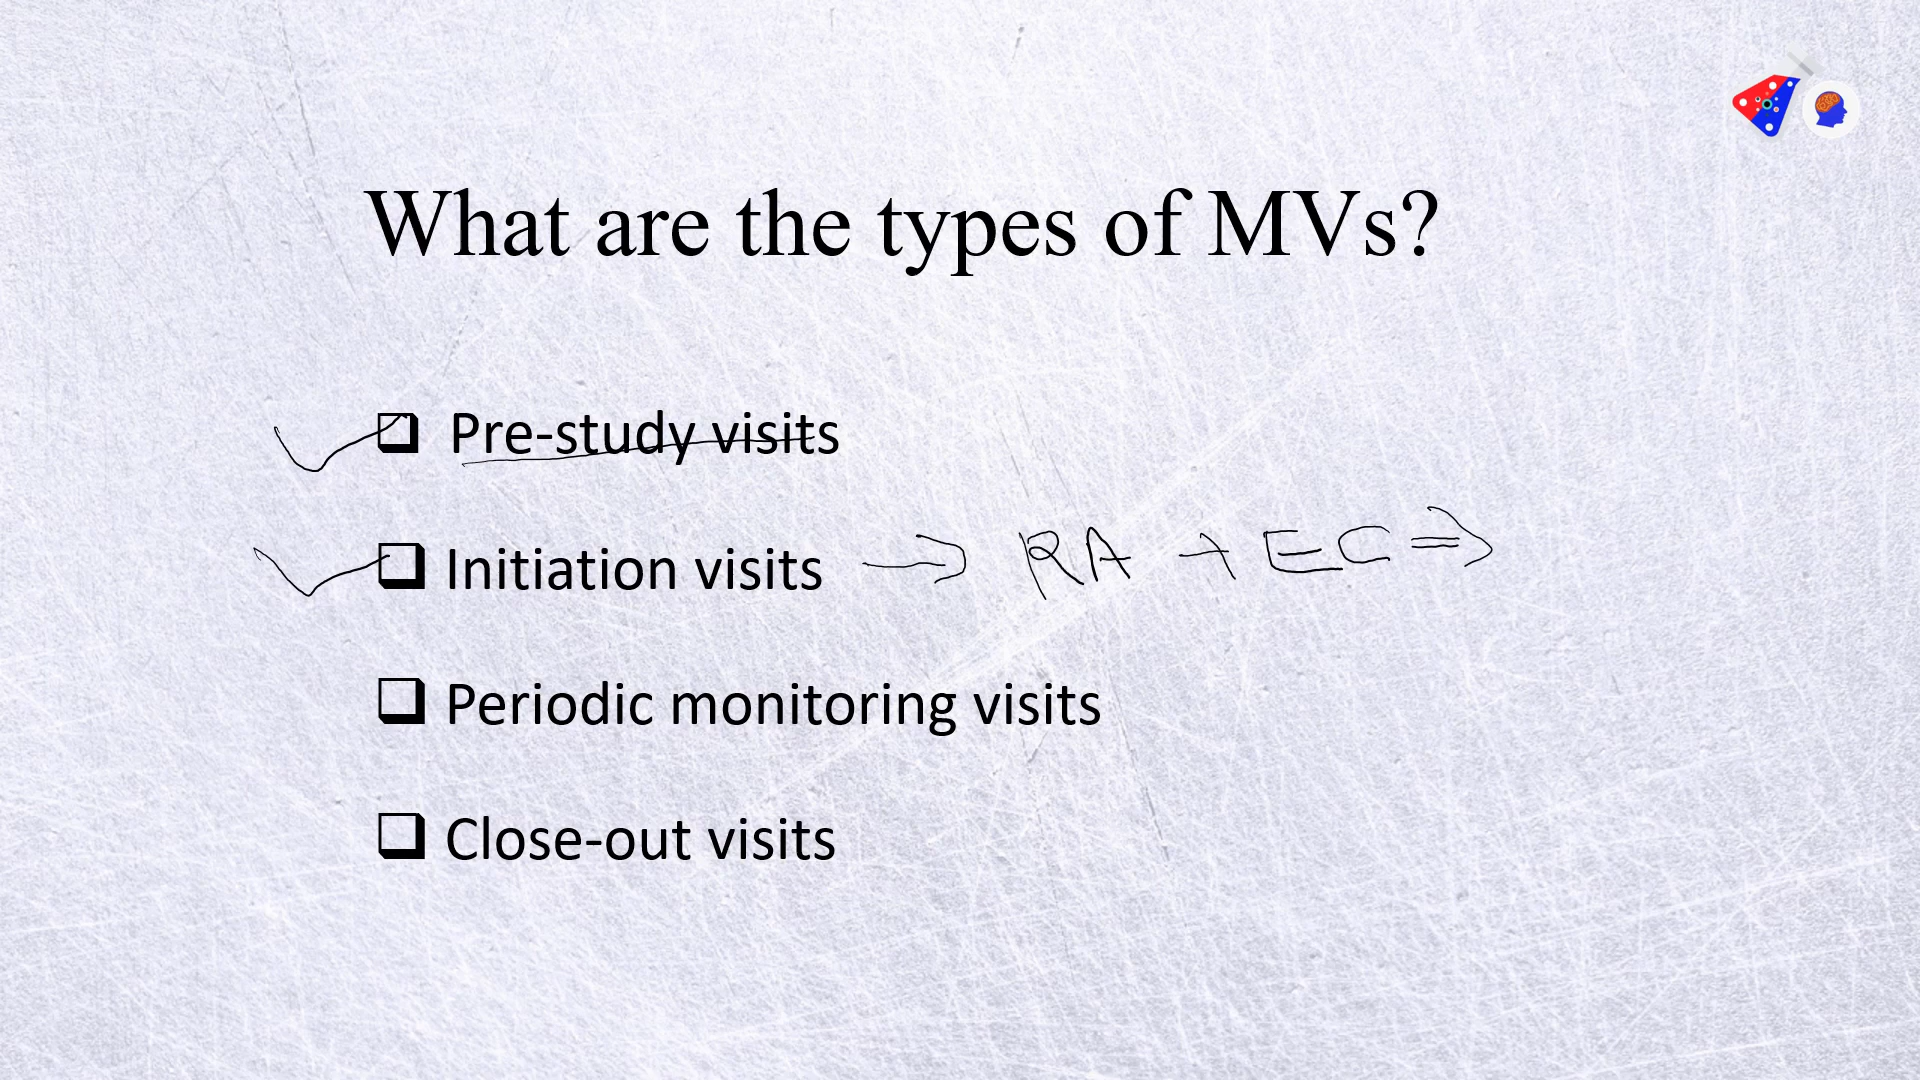 What are the types of MVs?
Pre-study visits
Initiation visits → RA + EC ⇒
Periodic monitoring visits
Close-out visits